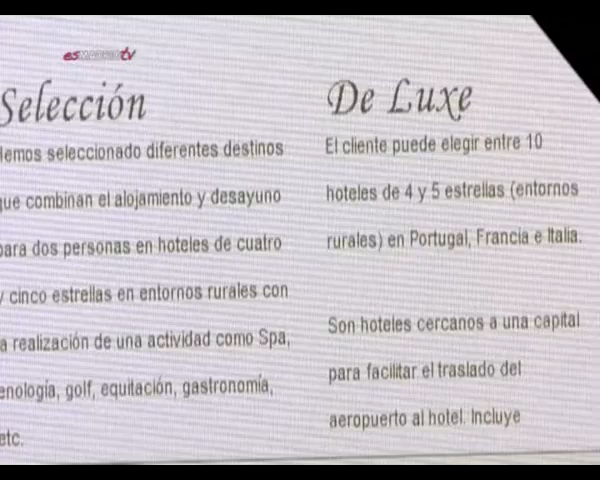 esmadridtv
Selección
Hemos seleccionado diferentes destinos
que combinan el alojamiento y desayuno
para dos personas en hoteles de cuatro
y cinco estrellas en entornos rurales con
la realización de una actividad como Spa,
enología, golf, equitación, gastronomía,
etc.
De Luxe
El cliente puede elegir entre 10
hoteles de 4 y 5 estrellas (entornos
rurales) en Portugal, Francia e Italia.
Son hoteles cercanos a una capital
para facilitar el traslado del
aeropuerto al hotel. Incluye